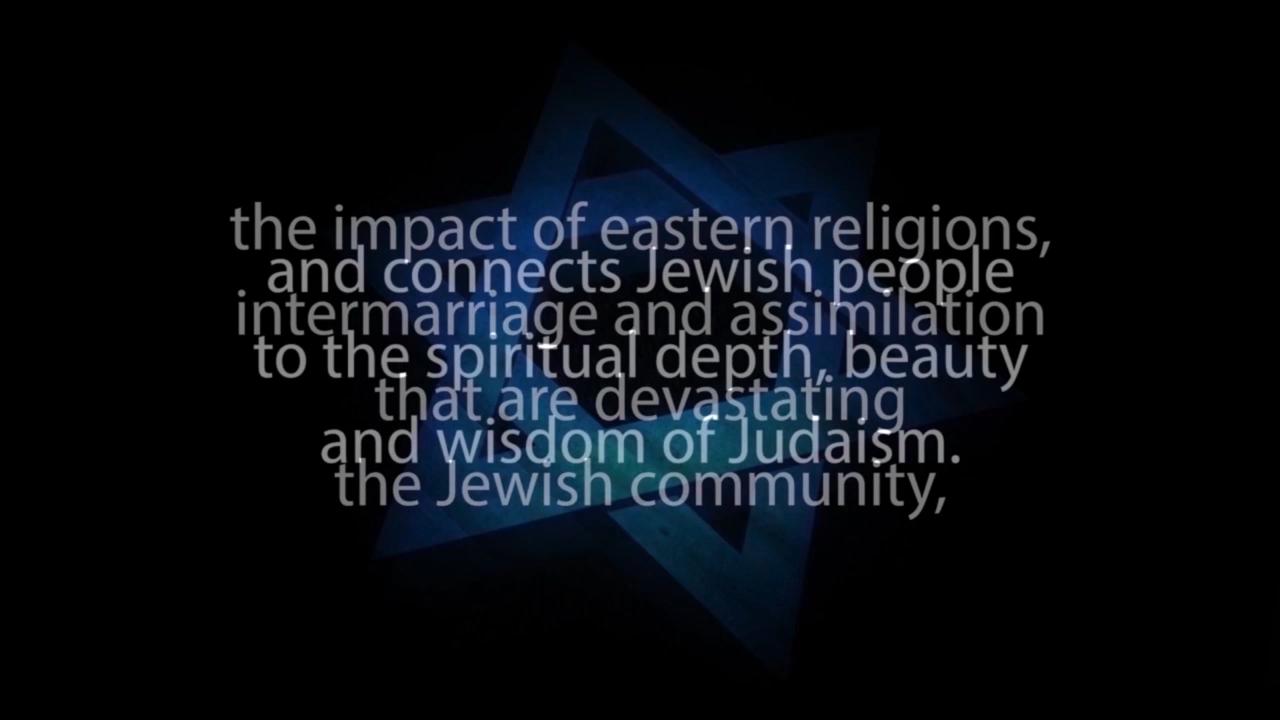 the impact of eastern religions,
and connects Jewish people
intermarriage and assimilation
to the spiritual depth, beauty
that are devastating
and wisdom of Judaism.
the Jewish community,